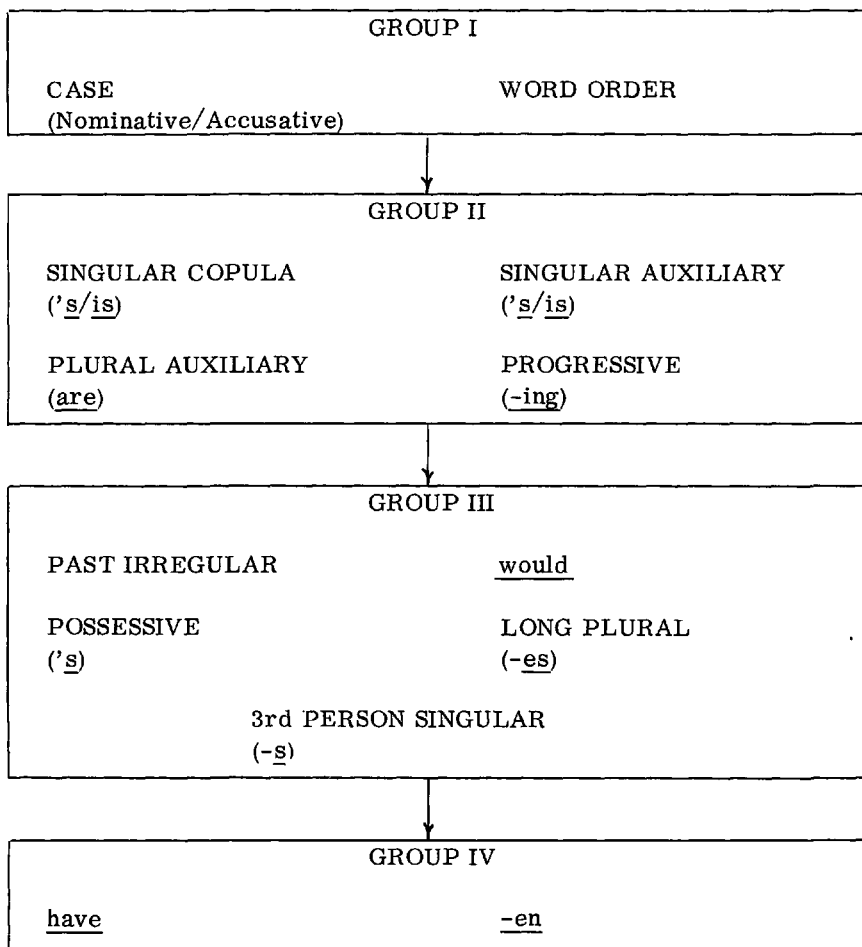 GROUP I
CASE WORD ORDER
(Nominative/Accusative)
GROUP II
SINGULAR COPULA SINGULAR AUXILIARY
('s/is) ('s/is)
PLURAL AUXILIARY PROGRESSIVE
(are) (-ing)
GROUP III
PAST IRREGULAR would
POSSESSIVE LONG PLURAL
('s) (-es)
3rd PERSON SINGULAR
(-s)
GROUP IV
have -en